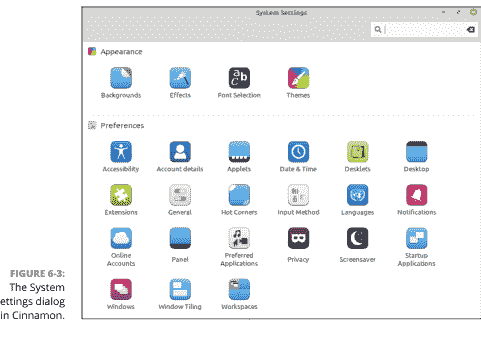 System Settings
Appearance
Backgrounds Effects Font Selection Themes
Preferences
Accessibility Account details Applets Date & Time Desklets Desktop
Extensions General Hot Corners Input Method Languages Notifications
Online Accounts Panel Preferred Applications Privacy Screensaver Startup Applications
Windows Window Tiling Workspaces
FIGURE 6-3:
The System
ettings dialog
in Cinnamon.